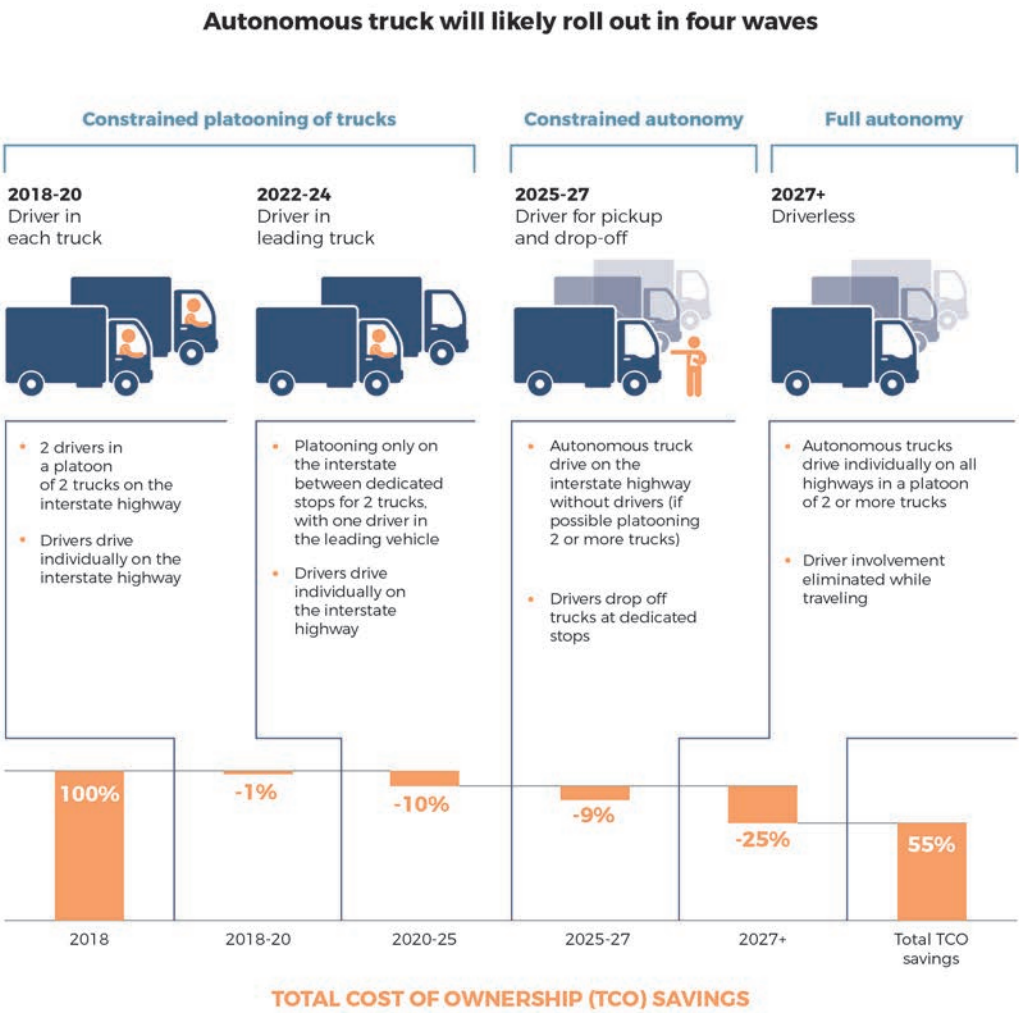 Autonomous truck will likely roll out in four waves
Constrained platooning of trucks
Constrained autonomy
Full autonomy
2018-20
Driver in
each truck
2022-24
Driver in
leading truck
2025-27
Driver for pickup
and drop-off
2027+
Driverless
• 2 drivers in
a platoon
of 2 trucks on the
interstate highway
• Drivers drive
individually on the
interstate highway
• Platooning only on
the interstate
between dedicated
stops for 2 trucks,
with one driver in
the leading vehicle
• Drivers drive
individually on
the interstate
highway
• Autonomous truck
drive on the
interstate highway
without drivers (if
possible platooning
2 or more trucks)
• Drivers drop off
trucks at dedicated
stops
• Autonomous trucks
drive individually on all
highways in a platoon
of 2 or more trucks
• Driver involvement
eliminated while
traveling
100%
-1%
-10%
-9%
-25%
55%
2018
2018-20
2020-25
2025-27
2027+
Total TCO
savings
TOTAL COST OF OWNERSHIP (TCO) SAVINGS